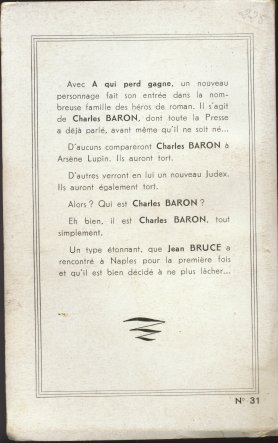 Avec A qui perd gagne, un nouveau
personnage fait son entrée dans la nom-
breuse famille des héros de roman. Il s'agit
de Charles BARON, dont toute la Presse
a déjà parlé, avant même qu'il ne soit né...
D'aucuns compareront Charles BARON à
Arsène Lupin. Ils auront tort.
D'autres verront en lui un nouveau Judex.
Ils auront également tort.
Alors ? Qui est Charles BARON ?
Eh bien, il est Charles BARON, tout
simplement.
Un type étonnant, que Jean BRUCE a
rencontré à Naples pour la première fois
et qu'il est bien décidé à ne plus lâcher...
N° 31